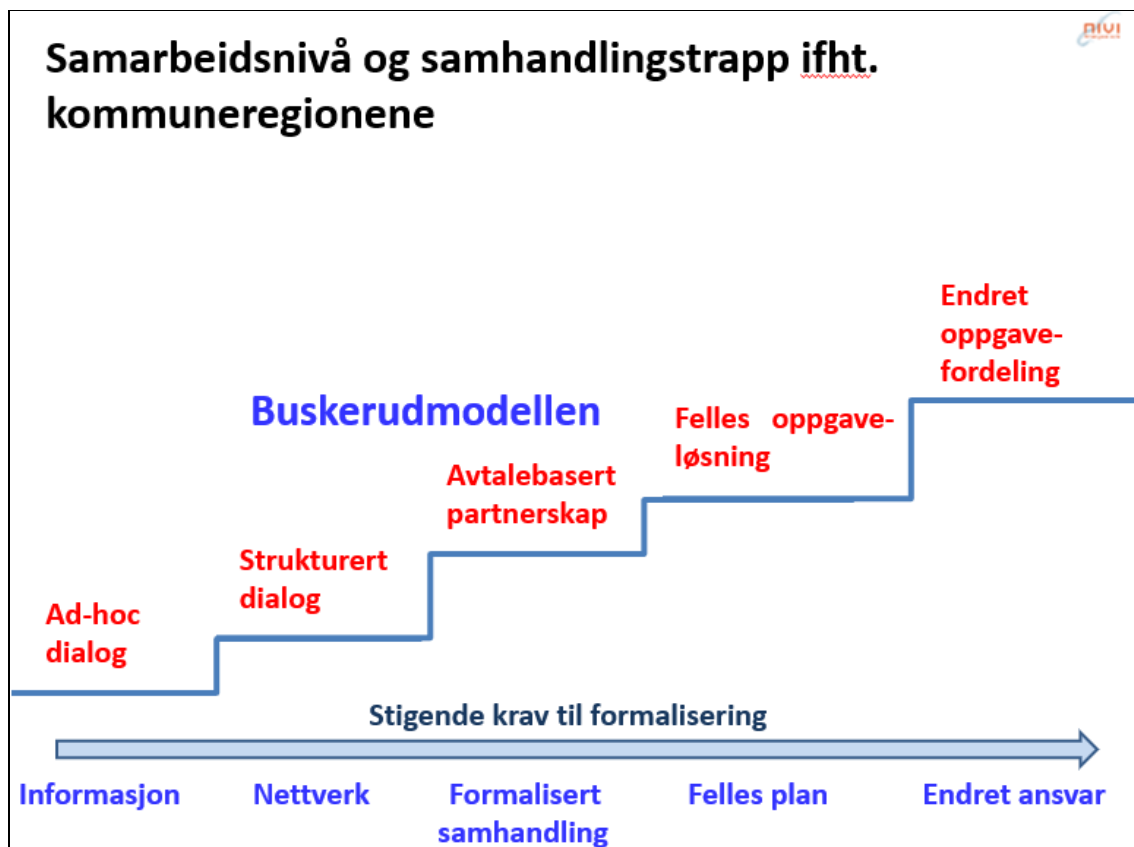 Samarbeidsnivå og samhandlingstrapp ifht.
kommuneregionene
NIVI
Endret
oppgave-
fordeling
Buskerudmodellen
Felles oppgave-
løsning
Avtalebasert
partnerskap
Strukturert
dialog
Ad-hoc
dialog
Stigende krav til formalisering
Informasjon
Nettverk
Formalisert
samhandling
Felles plan
Endret ansvar